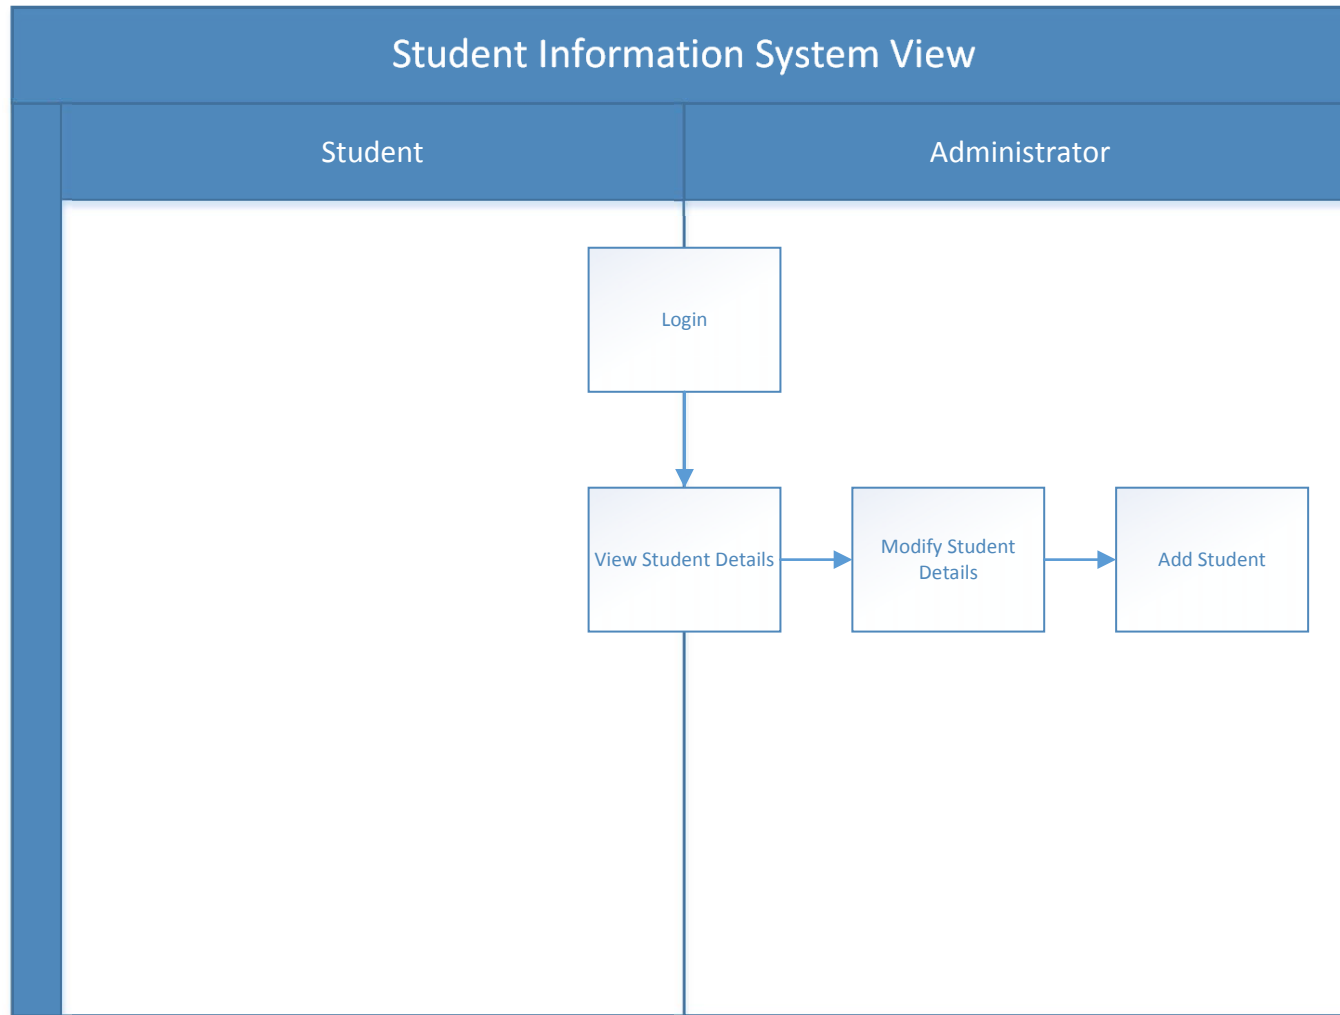 Student Information System View
Student
Administrator
Login
View Student Details
Modify Student
Details
Add Student